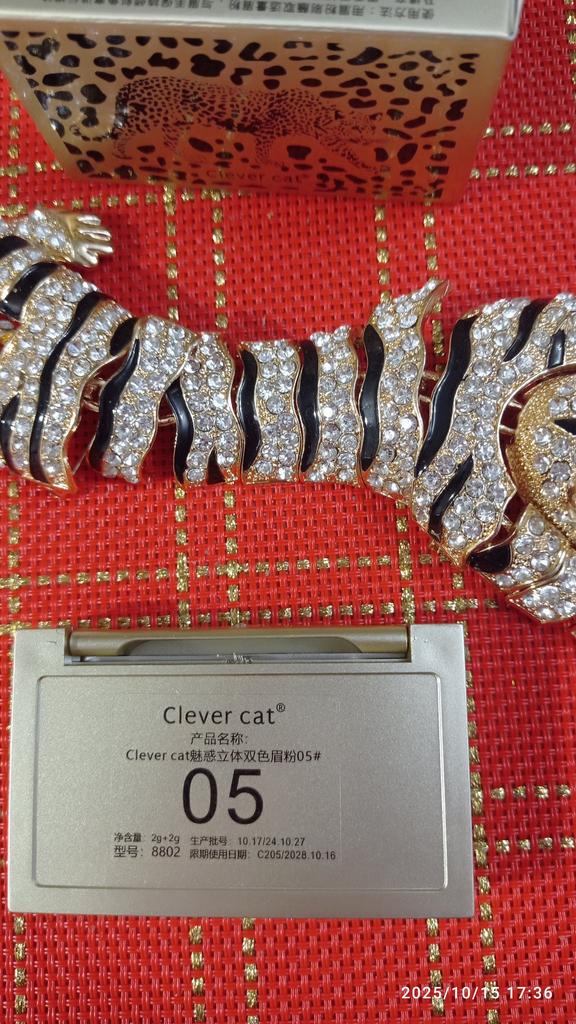 Clever cat
Clever cat®
产品名称:
Clever cat魅惑立体双色眉粉05#
05
净含量: 2g+2g 生产批号: 10.17/24.10.27
型号: 8802 限期使用日期: C205/2028.10.16
2025/10/15 17:36